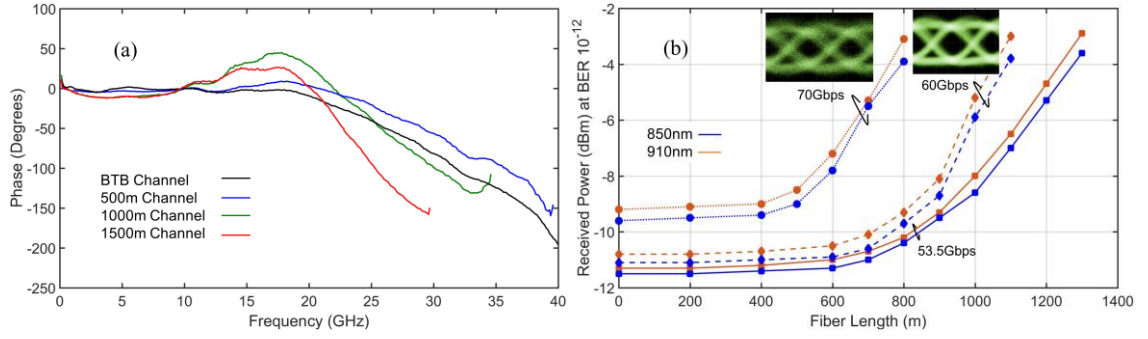 100
50
0
-50
-100
-150
-200
-250
Phase (Degrees)
(a)
BTB Channel
500m Channel
1000m Channel
1500m Channel
0 5 10 15 20 25 30 35 40
Frequency (GHz)
-2
-4
-6
-8
-10
-12
Received Power (dBm) at BER 10-12
(b)
70Gbps
60Gbps
850nm
910nm
53.5Gbps
0 200 400 600 800 1000 1200 1400
Fiber Length (m)